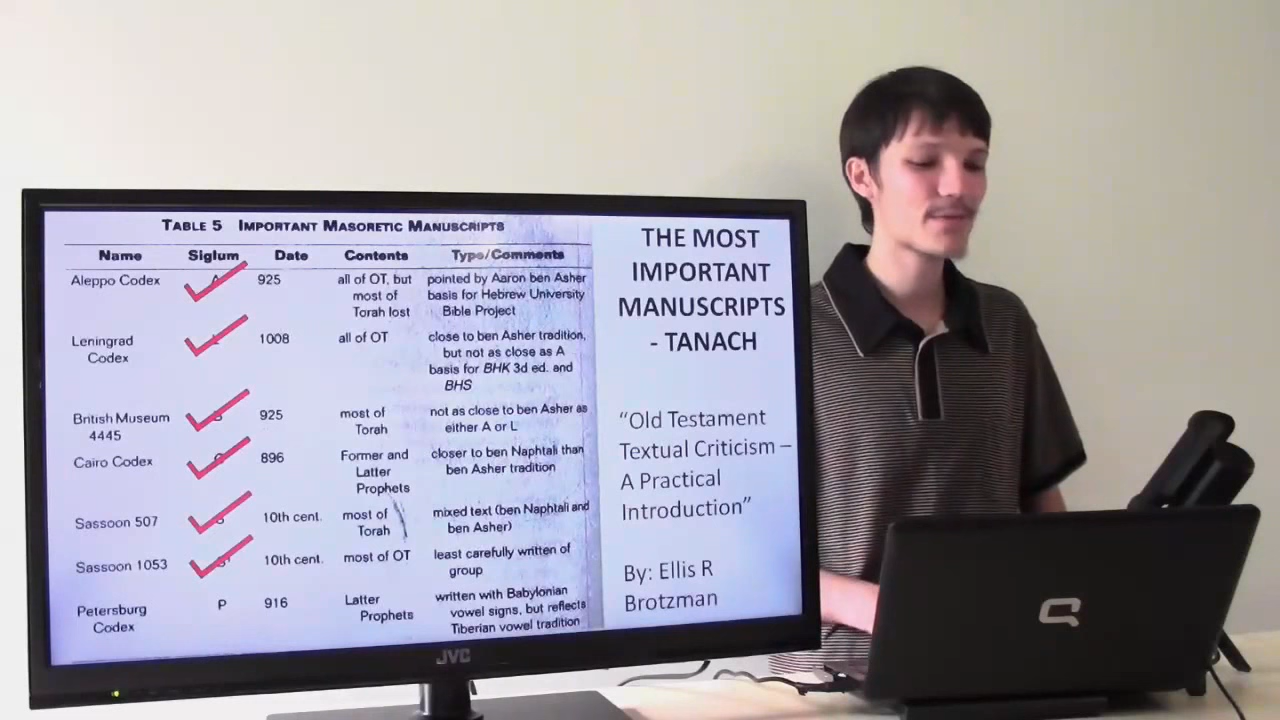 TABLE 5 IMPORTANT MASORETIC MANUSCRIPTS
Name Siglum Date Contents Type/Comments
Aleppo Codex 925 all of OT, but most of Torah lost pointed by Aaron ben Asher basis for Hebrew University Bible Project
Leningrad Codex 1008 all of OT close to ben Asher tradition, but not as close as A basis for BHK 3d ed. and BHS
British Museum 4445 925 most of Torah not as close to ben Asher as either A or L
Cairo Codex 896 Former and Latter Prophets closer to ben Naphtali than ben Asher tradition
Sassoon 507 10th cent. most of Torah mixed text (ben Naphtali and ben Asher)
Sassoon 1053 10th cent. most of OT least carefully written of group
Petersburg Codex P 916 Latter Prophets written with Babylonian vowel signs, but reflects Tiberian vowel tradition
THE MOST
IMPORTANT
MANUSCRIPTS
- TANACH
“Old Testament
Textual Criticism –
A Practical
Introduction”
By: Ellis R
Brotzman
JVC